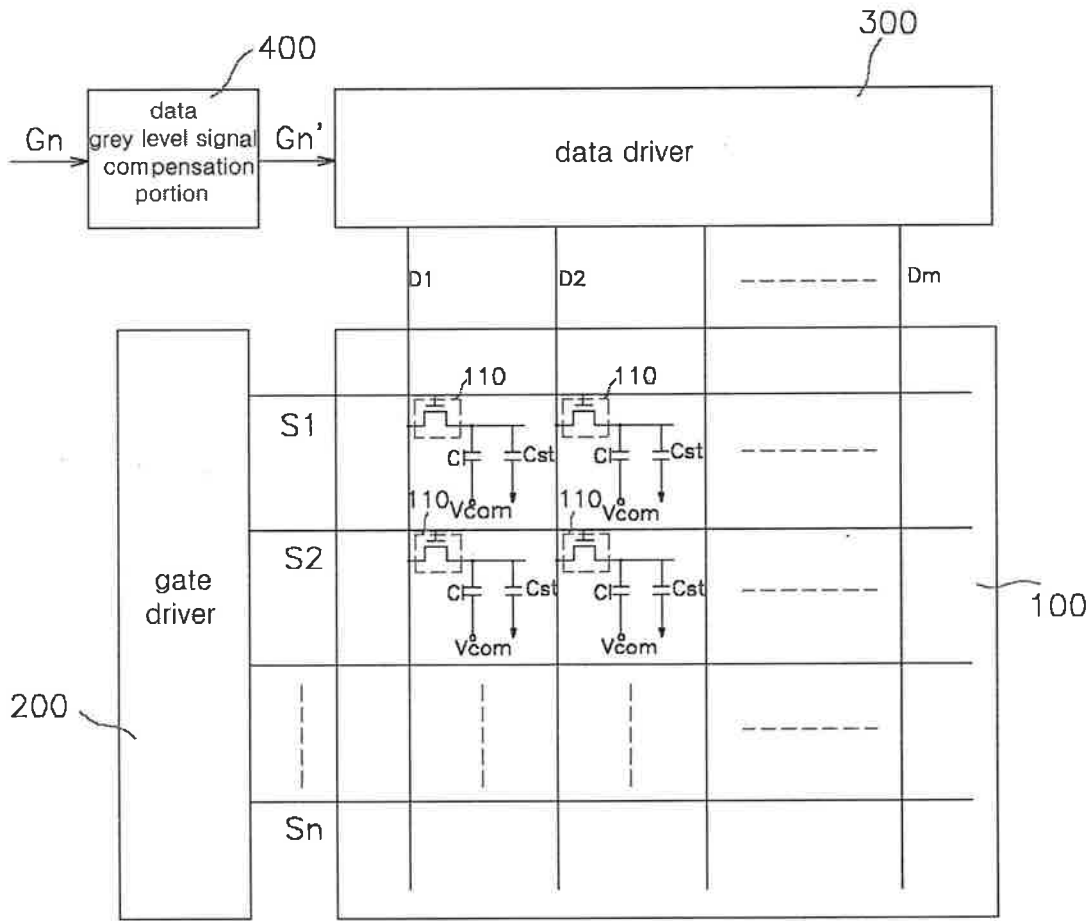 400
300
data
grey level signal
compensation
portion
Gn
Gn'
data driver
D1
D2
Dm
110
110
S1
Cl
Cst
Cl
Cst
Vcom
Vcom
110
110
S2
Cl
Cst
Cl
Cst
Vcom
Vcom
gate
driver
100
200
Sn